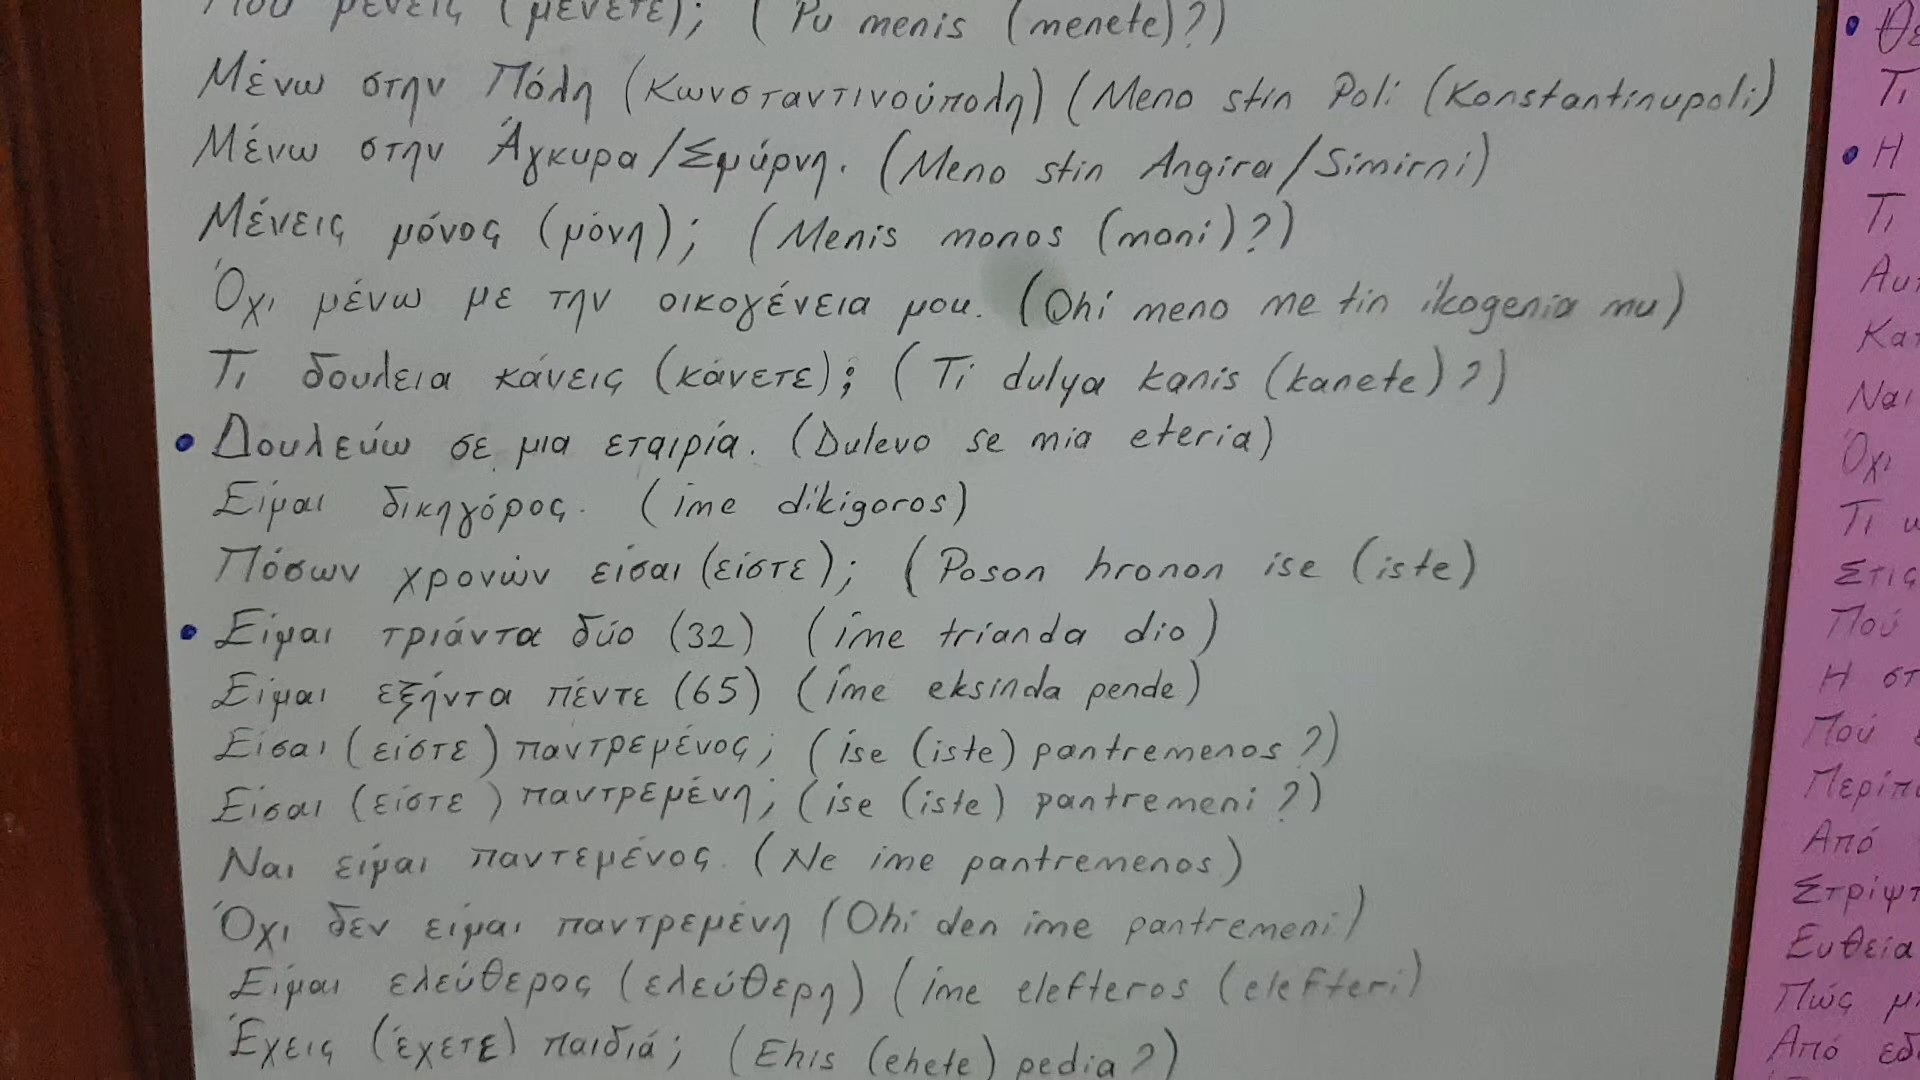 Πού μένεις (μένετε); (Pu menis (menete)?)
Μένω στην Πόλη (Κωνσταντινούπολη) (Meno stin Poli (Konstantinupoli)
Μένω στην Άγκυρα/Σμύρνη. (Meno stin Angira/Simirni)
Μένεις μόνος (μόνη); (Menis monos (moni)?)
Όχι μένω με την οικογένεια μου. (Ohi meno me tin ikogenia mu)
Τι δουλεια κάνεις (κάνετε); (Ti dulya kanis (kanete)?)
• Δουλεύω σε μια εταιρία. (Dulevo se mia eteria)
Είμαι δικηγόρος. (ime dikigoros)
Πόσων χρονών είσαι (είστε); (Poson hronon ise (iste)
• Είμαι τριάντα δύο (32) (ime trianda dio)
Είμαι εξήντα πέντε (65) (ime eksinda pende)
Είσαι (είστε) παντρεμένος; (ise (iste) pantremenos?)
Είσαι (είστε) παντρεμένη; (ise (iste) pantremeni?)
Ναι είμαι παντεμένος. (Ne ime pantremenos)
Όχι δεν είμαι παντρεμένη (Ohi den ime pantremeni)
Είμαι ελεύθερος (ελεύθερη) (ime elefteros (elefteri)
Έχεις (έχετε) παιδιά; (Ehis (ehete) pedia?)
Τι
• Η
Τι
Ναι
Όχι
Τι
Στις
Πού
Η
Πού
Από
Ευθεία
Πώς
Από